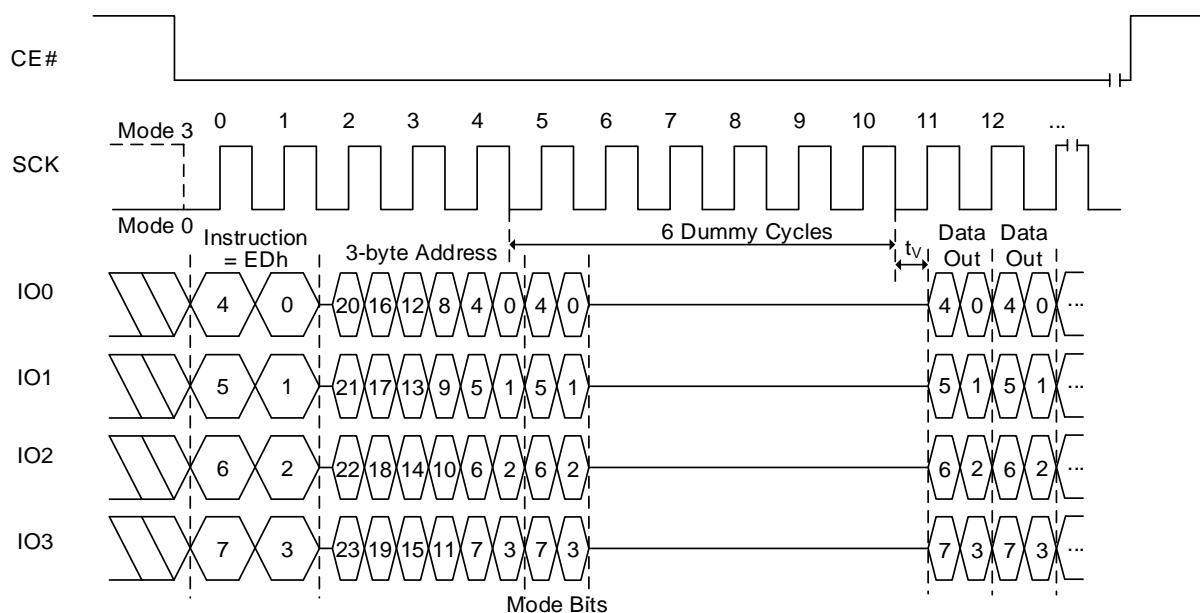 CE#
0 1 2 3 4 5 6 7 8 9 10 11 12 ...
Mode 3
SCK
Mode 0
6 Dummy Cycles
Instruction
= EDh
3-byte Address
tV
Data
Out
Data
Out
IO0 4 0 20 16 12 8 4 0 4 0 4 0 4 0 ...
IO1 5 1 21 17 13 9 5 1 5 1 5 1 5 1 ...
IO2 6 2 22 18 14 10 6 2 6 2 6 2 6 2 ...
IO3 7 3 23 19 15 11 7 3 7 3 7 3 7 3 ...
Mode Bits